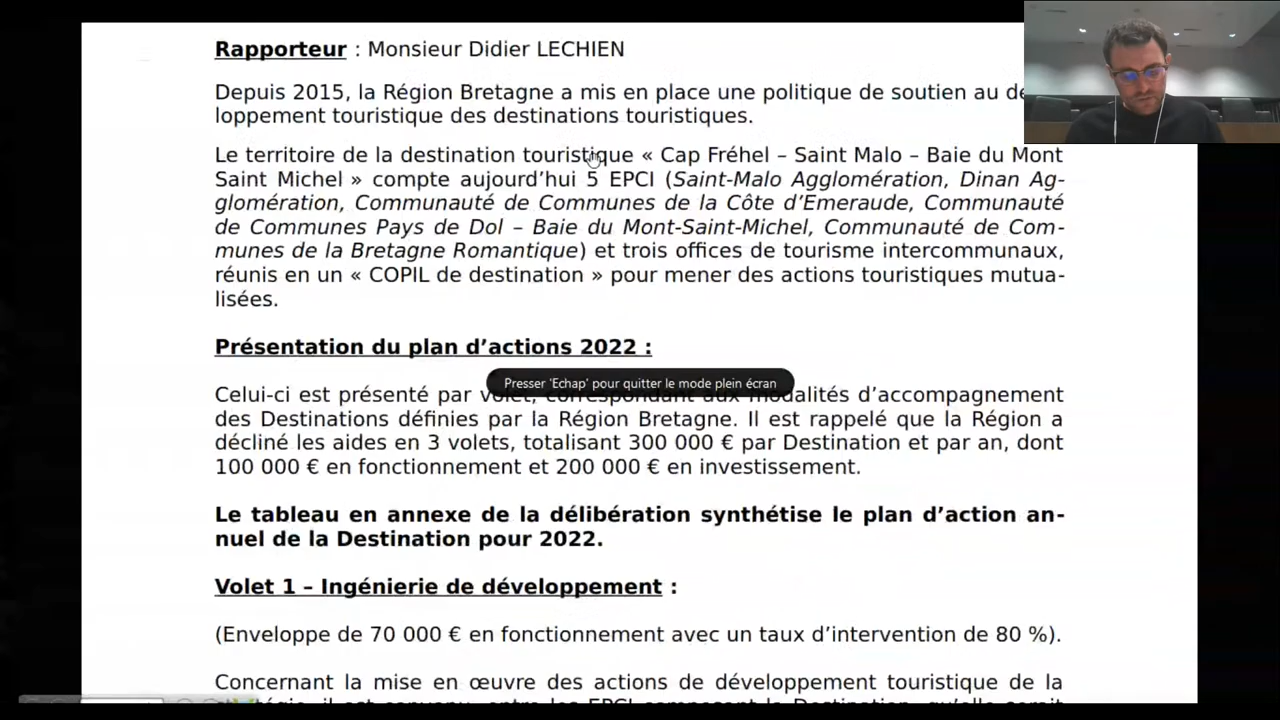 Rapporteur : Monsieur Didier LECHIEN
Depuis 2015, la Région Bretagne a mis en place une politique de soutien au
loppement touristique des destinations touristiques.
Le territoire de la destination touristique « Cap Fréhel – Saint Malo – Baie du Mont
Saint Michel » compte aujourd’hui 5 EPCI (Saint-Malo Agglomération, Dinan Ag-
glomération, Communauté de Communes de la Côte d’Emeraude, Communauté
de Communes Pays de Dol – Baie du Mont-Saint-Michel, Communauté de Com-
munes de la Bretagne Romantique) et trois offices de tourisme intercommunaux,
réunis en un « COPIL de destination » pour mener des actions touristiques mutua-
lisées.
Présentation du plan d’actions 2022 :
Presser 'Echap' pour quitter le mode plein écran
Celui-ci est présenté par volet, correspondant aux modalités d’accompagnement
des Destinations définies par la Région Bretagne. Il est rappelé que la Région a
décliné les aides en 3 volets, totalisant 300 000 € par Destination et par an, dont
100 000 € en fonctionnement et 200 000 € en investissement.
Le tableau en annexe de la délibération synthétise le plan d’action an-
nuel de la Destination pour 2022.
Volet 1 – Ingénierie de développement :
(Enveloppe de 70 000 € en fonctionnement avec un taux d’intervention de 80 %).
Concernant la mise en œuvre des actions de développement touristique de la